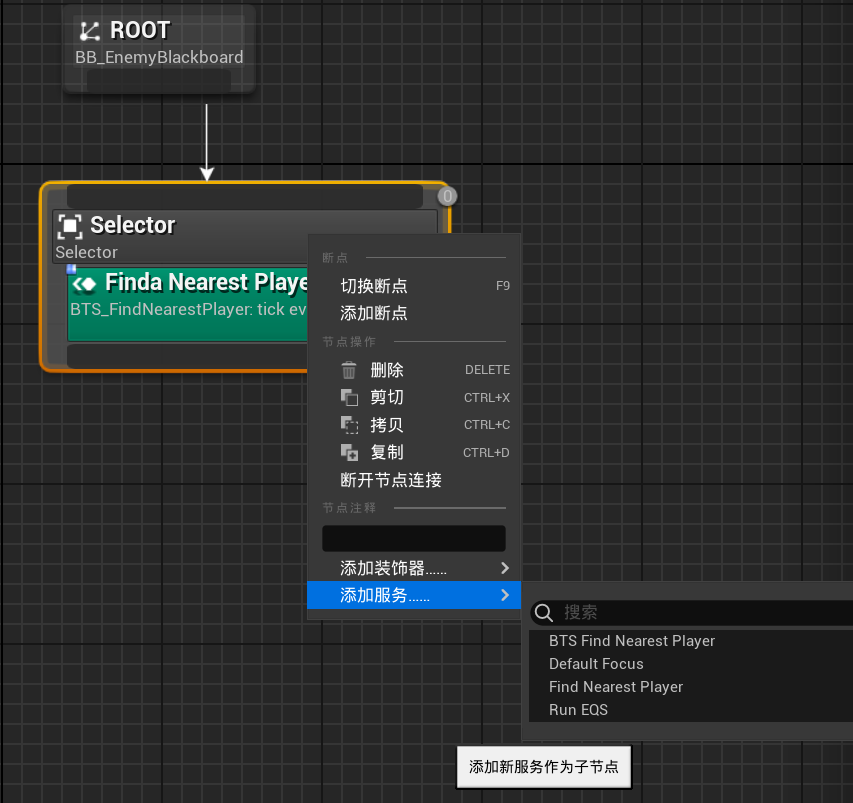 ROOT
BB_EnemyBlackboard
0
Selector
Selector
Finda Nearest Playe
BTS_FindNearestPlayer: tick ev
断点
切换断点 F9
添加断点
节点操作
删除 DELETE
剪切 CTRL+X
拷贝 CTRL+C
复制 CTRL+D
断开节点连接
节点注释
添加装饰器......
添加服务......
搜索
BTS Find Nearest Player
Default Focus
Find Nearest Player
Run EQS
添加新服务作为子节点